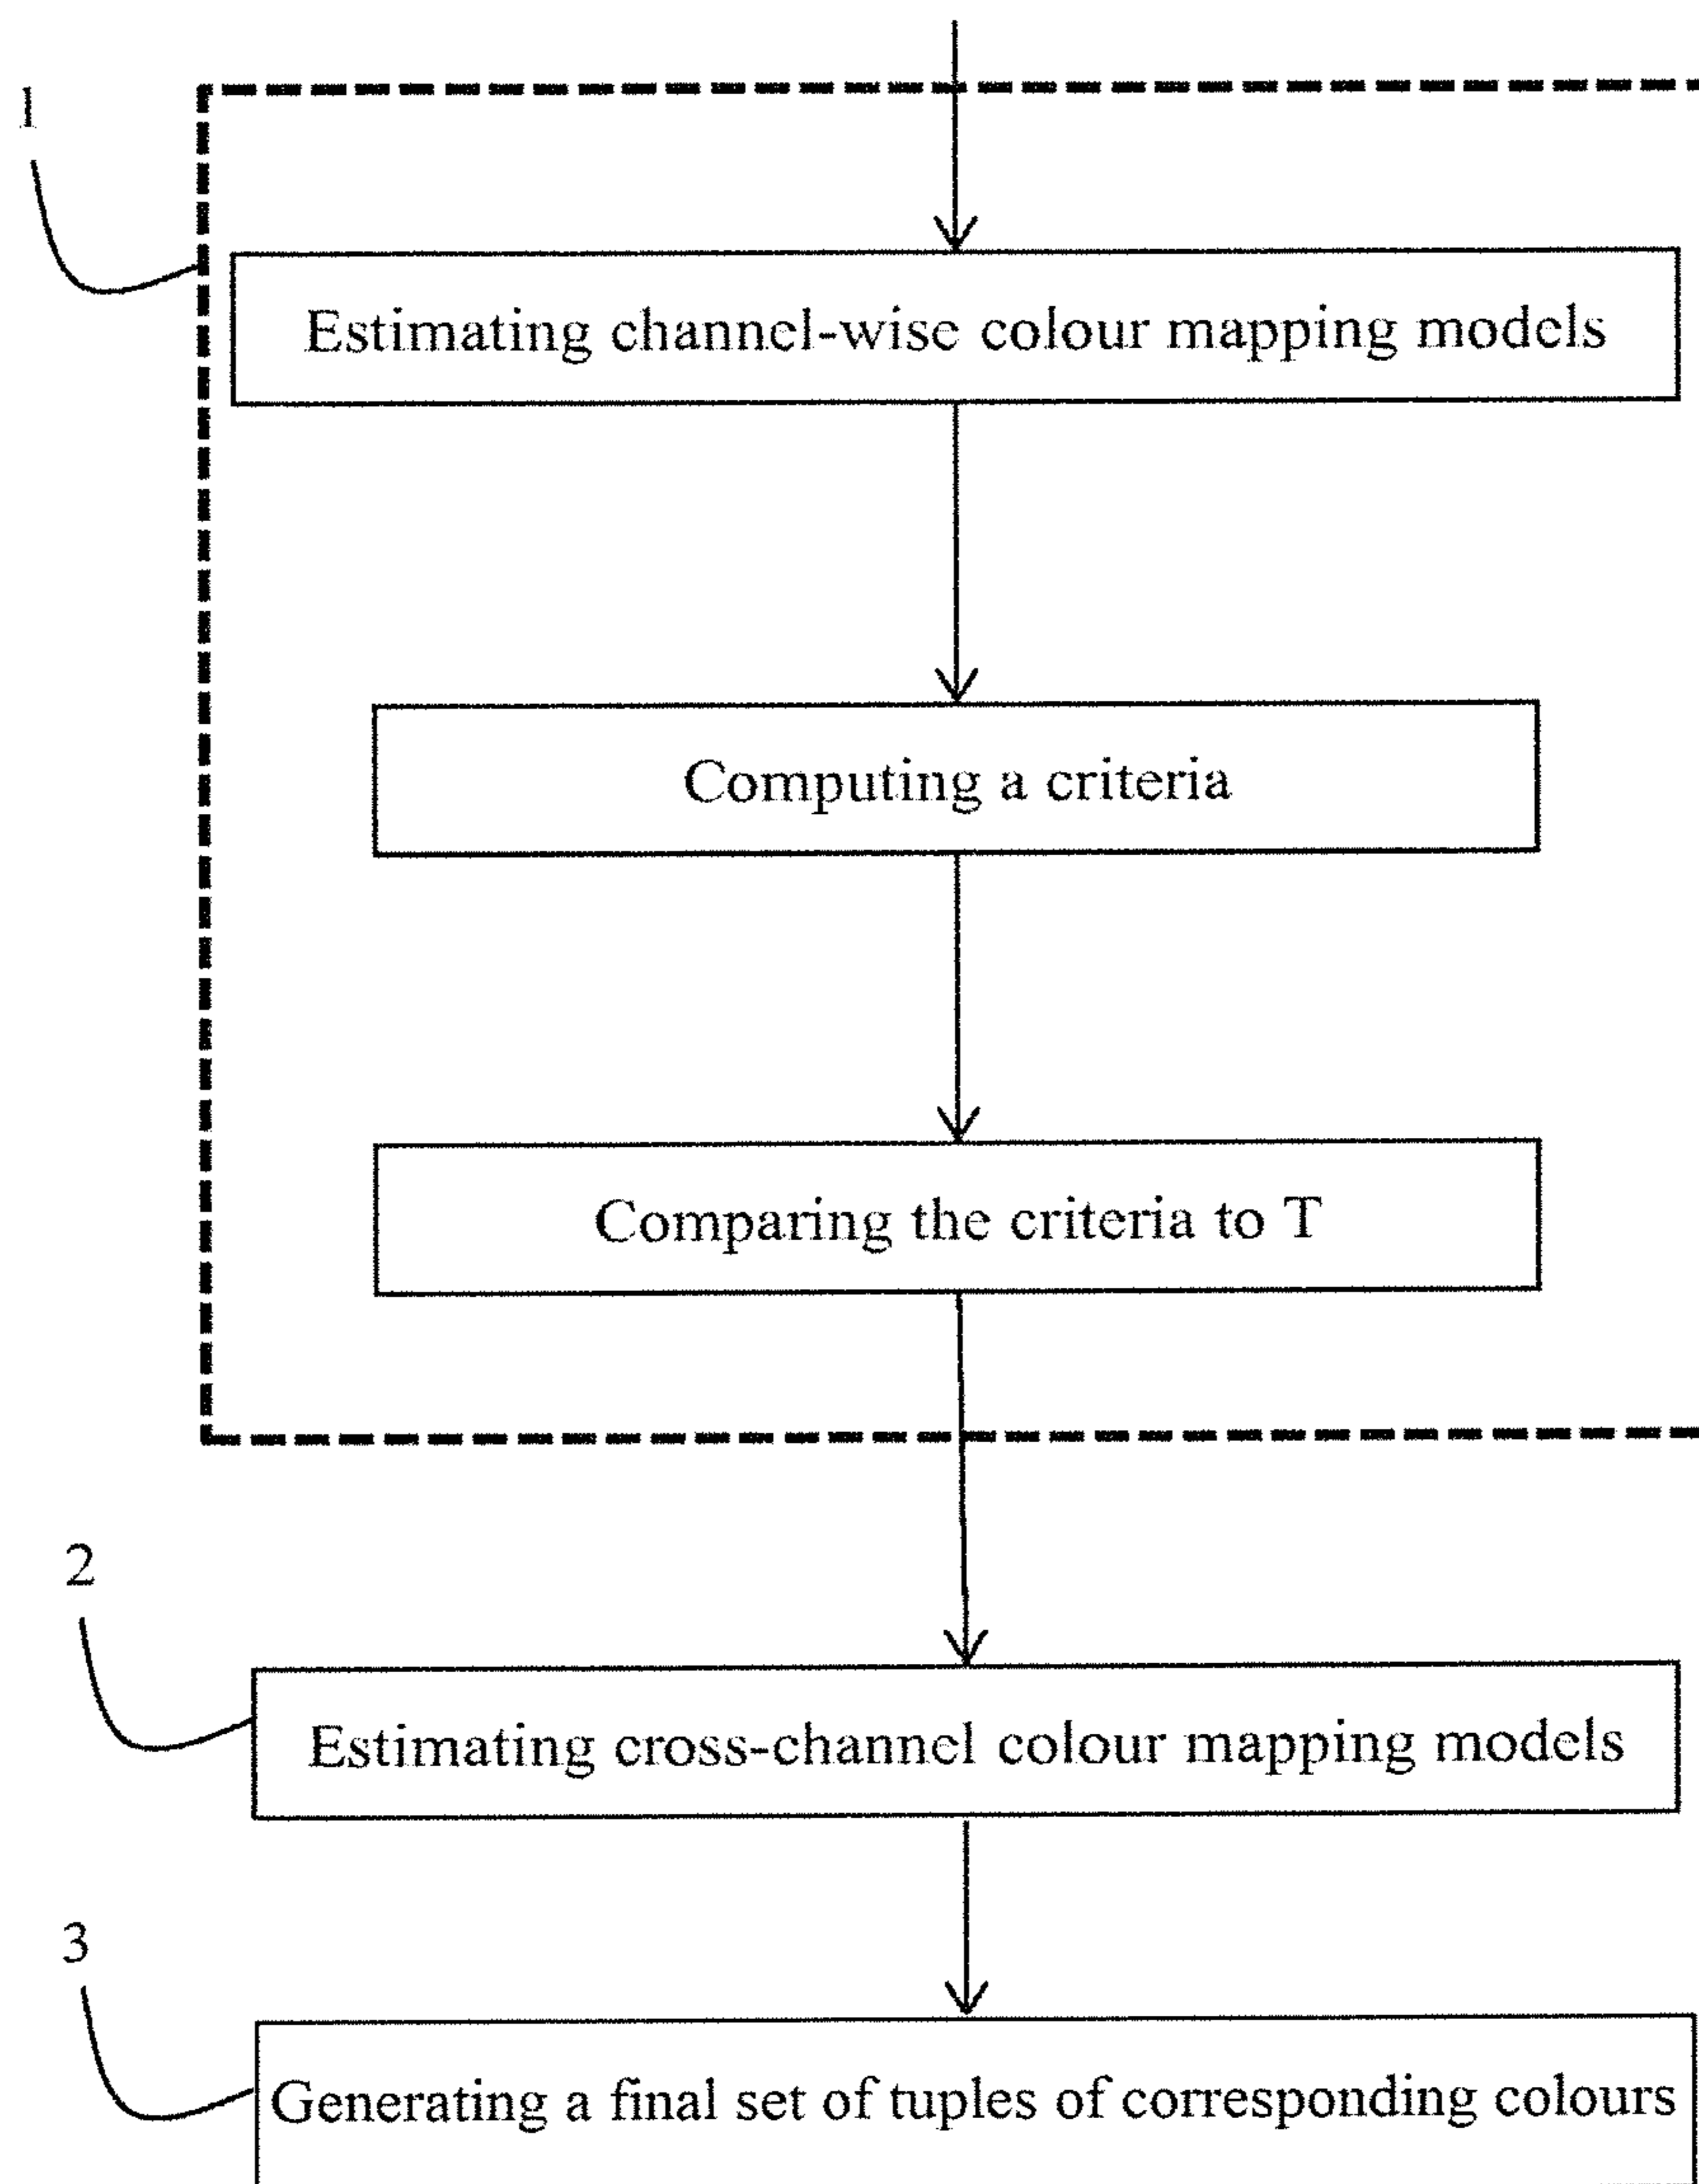 1
Estimating channel-wise colour mapping models
Computing a criteria
Comparing the criteria to T
2
Estimating cross-channel colour mapping models
3
Generating a final set of tuples of corresponding colours